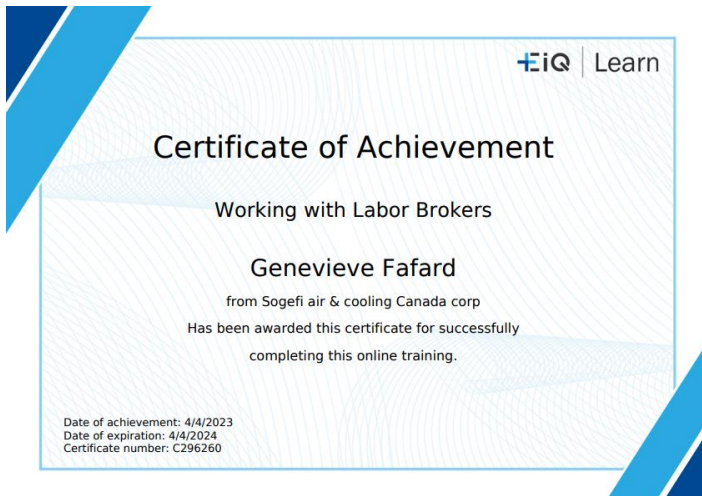 EiQ | Learn
Certificate of Achievement
Working with Labor Brokers
Genevieve Fafard
from Sogefi air & cooling Canada corp
Has been awarded this certificate for successfully
completing this online training.
Date of achievement: 4/4/2023
Date of expiration: 4/4/2024
Certificate number: C296260